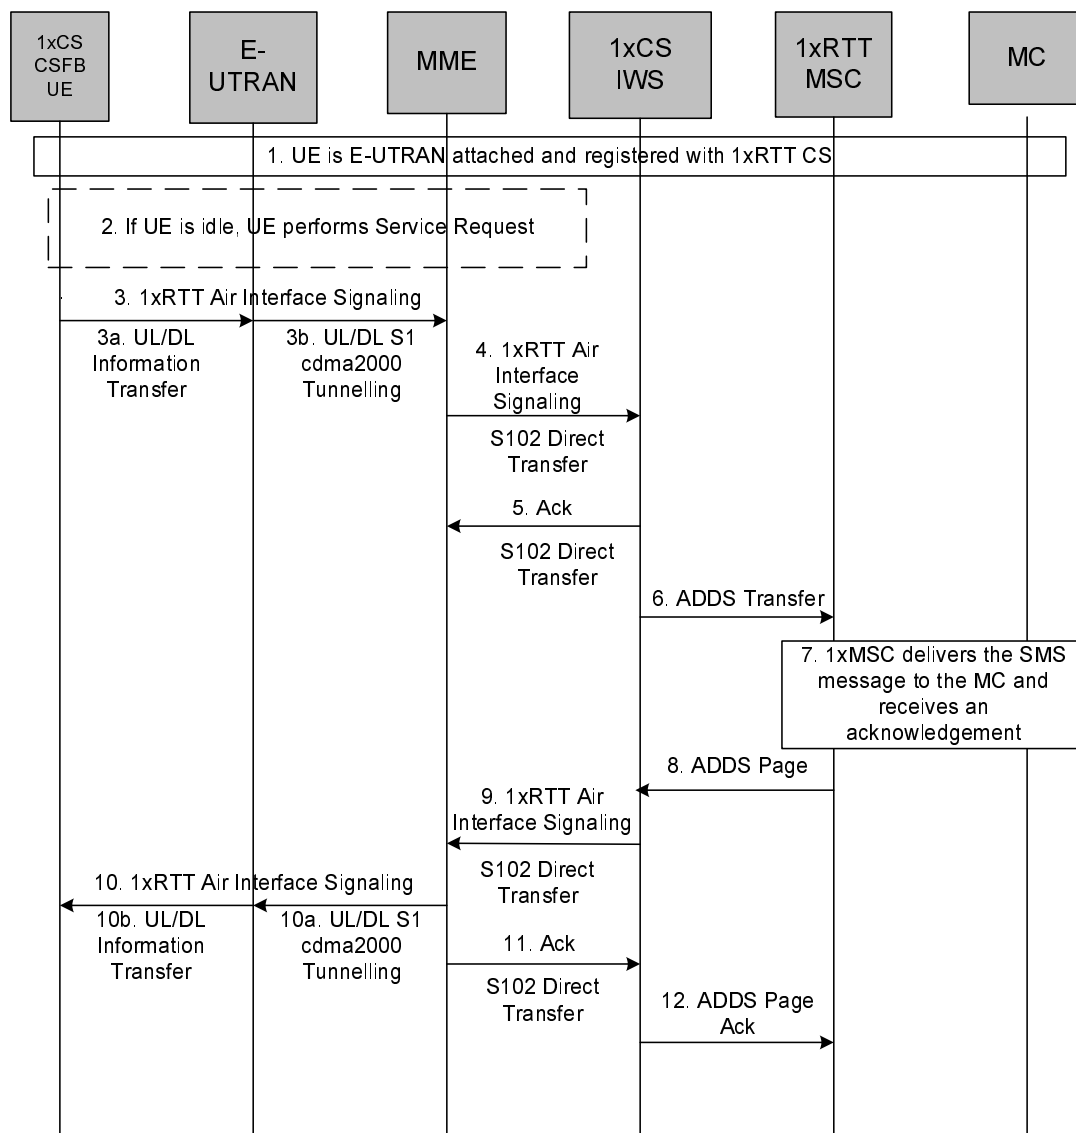 1xCS
CSFB
UE
E-
UTRAN
MME
1xCS
IWS
1xRTT
MSC
MC
1. UE is E-UTRAN attached and registered with 1xRTT CS
2. If UE is idle, UE performs Service Request
3. 1xRTT Air Interface Signaling
3a. UL/DL
Information
Transfer
3b. UL/DL S1
cdma2000
Tunnelling
4. 1xRTT Air
Interface
Signaling
S102 Direct
Transfer
5. Ack
S102 Direct
Transfer
6. ADDS Transfer
7. 1xMSC delivers the SMS
message to the MC and
receives an
acknowledgement
8. ADDS Page
9. 1xRTT Air
Interface Signaling
S102 Direct
Transfer
10. 1xRTT Air Interface Signaling
10b. UL/DL
Information
Transfer
10a. UL/DL S1
cdma2000
Tunnelling
11. Ack
S102 Direct
Transfer
12. ADDS Page
Ack